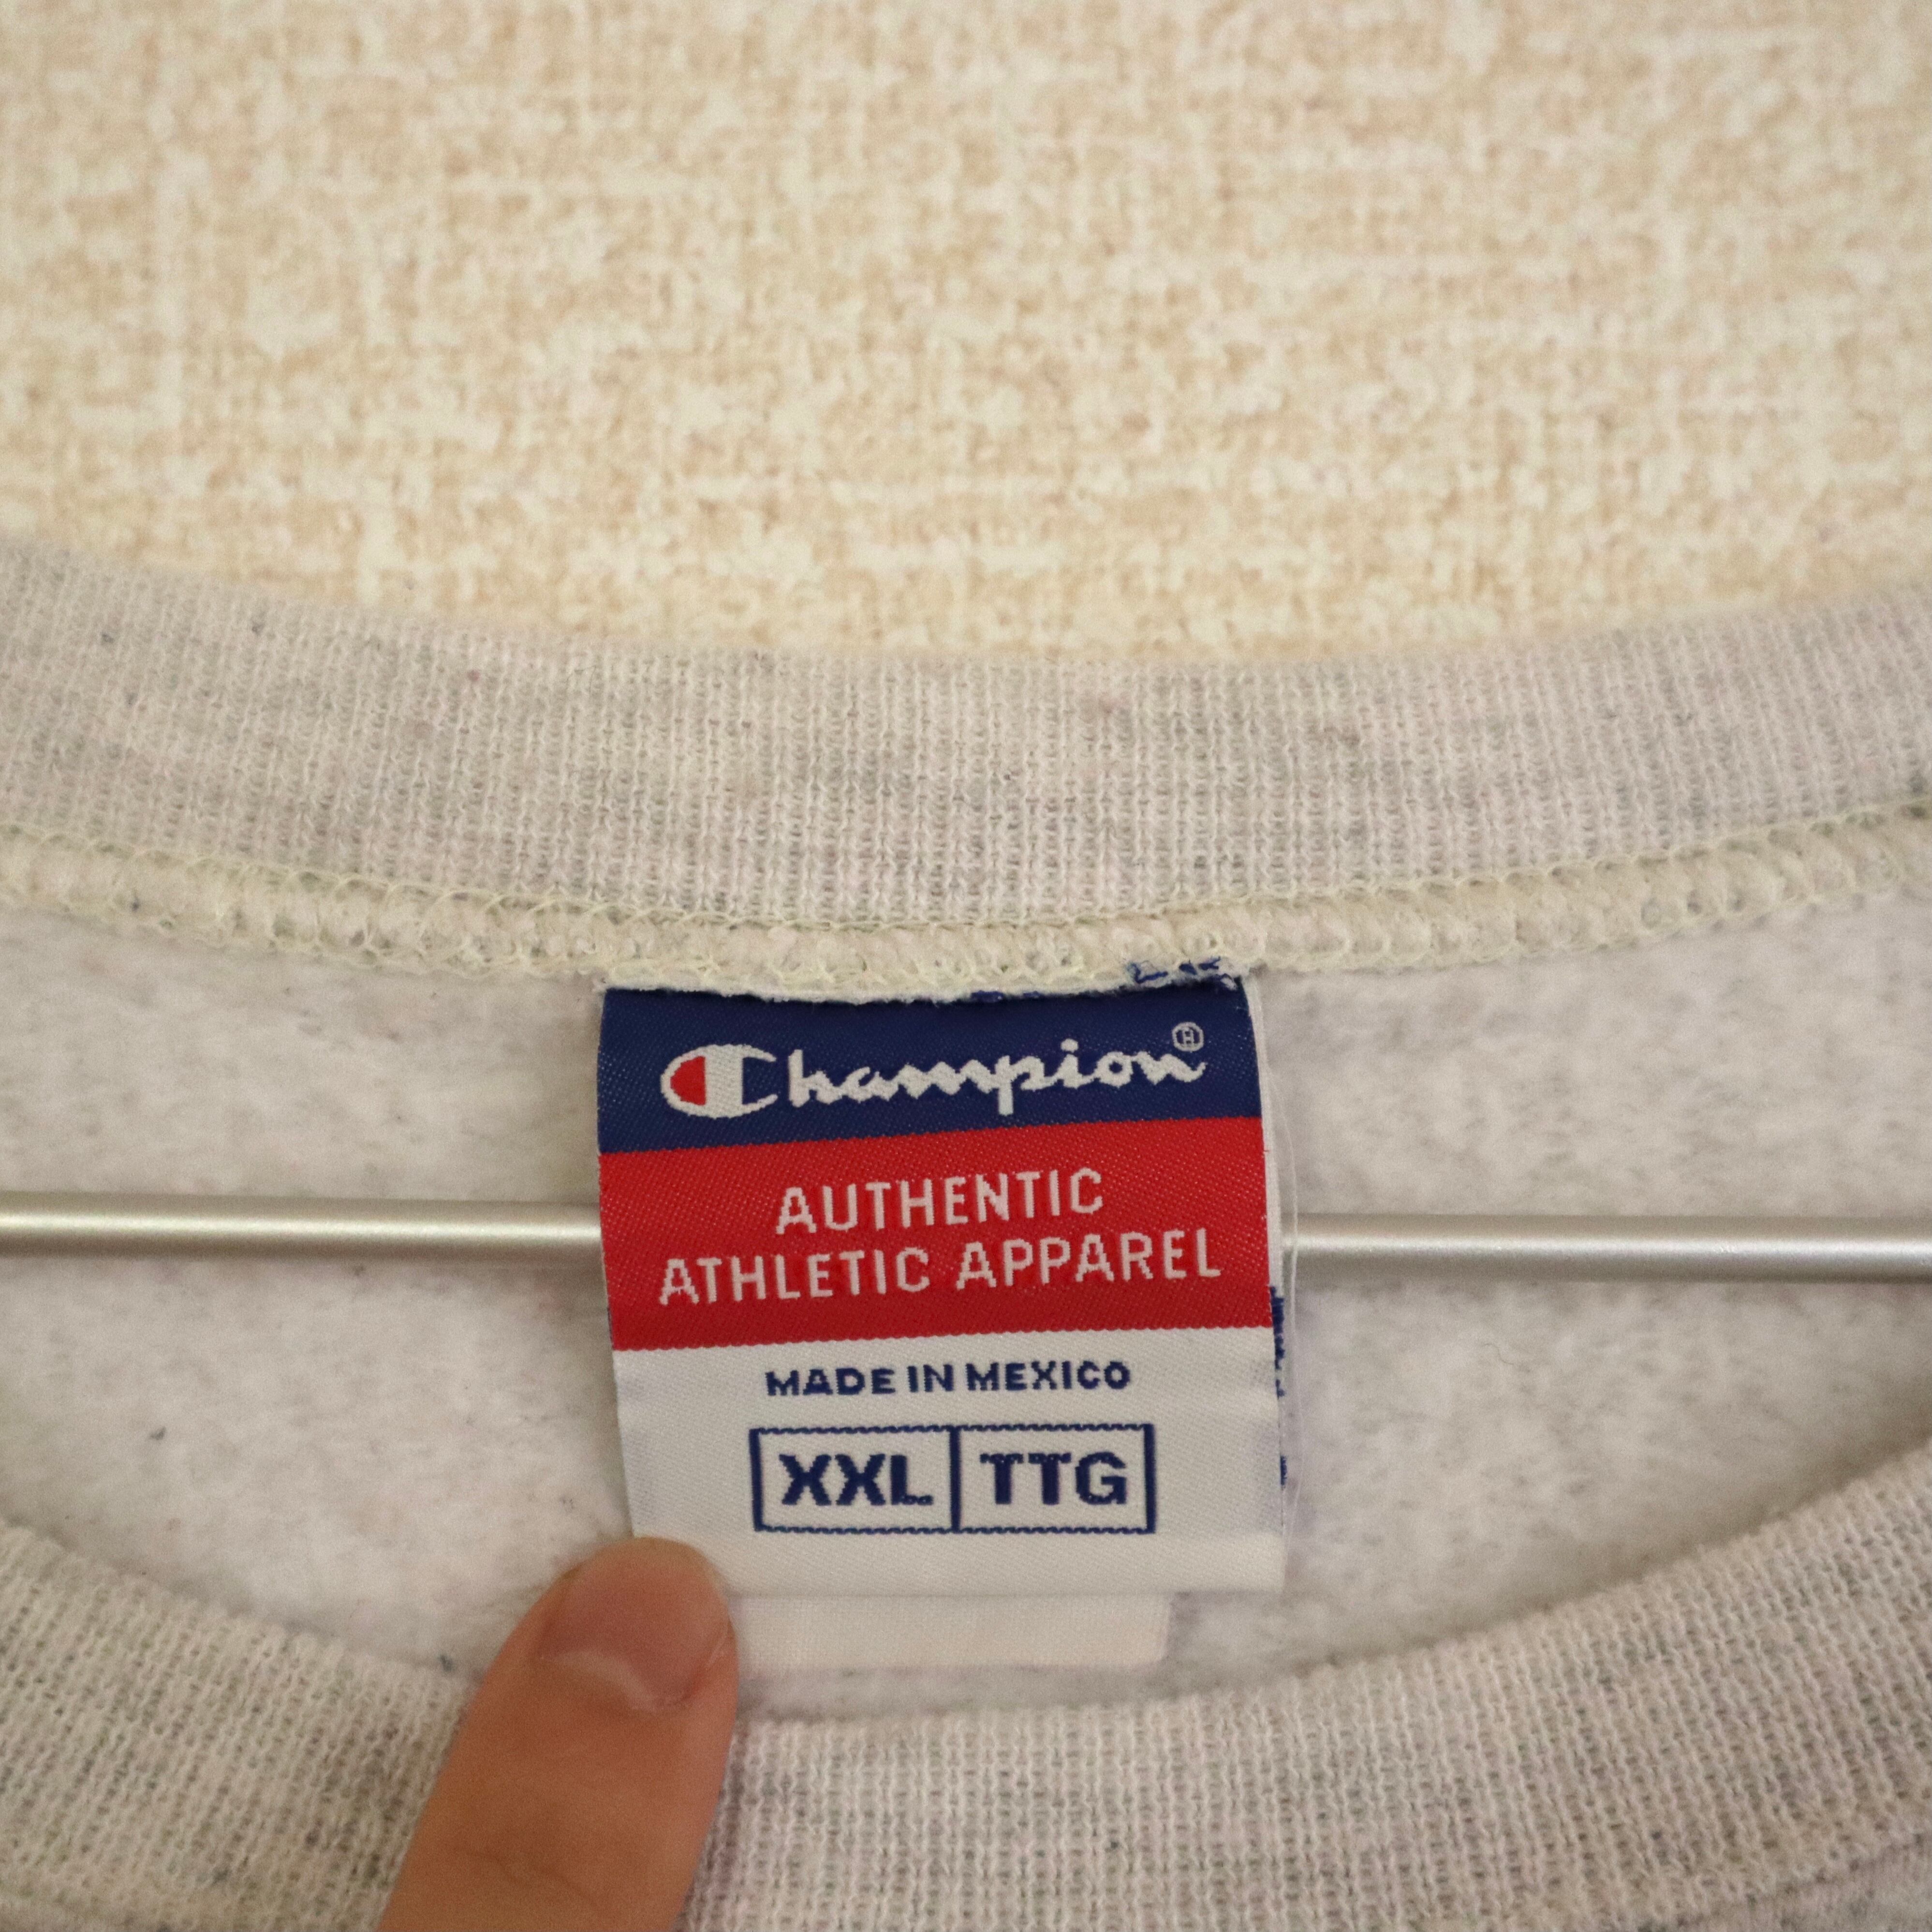 Champion®
AUTHENTIC
ATHLETIC APPAREL
MADE IN MEXICO
XXL TTG